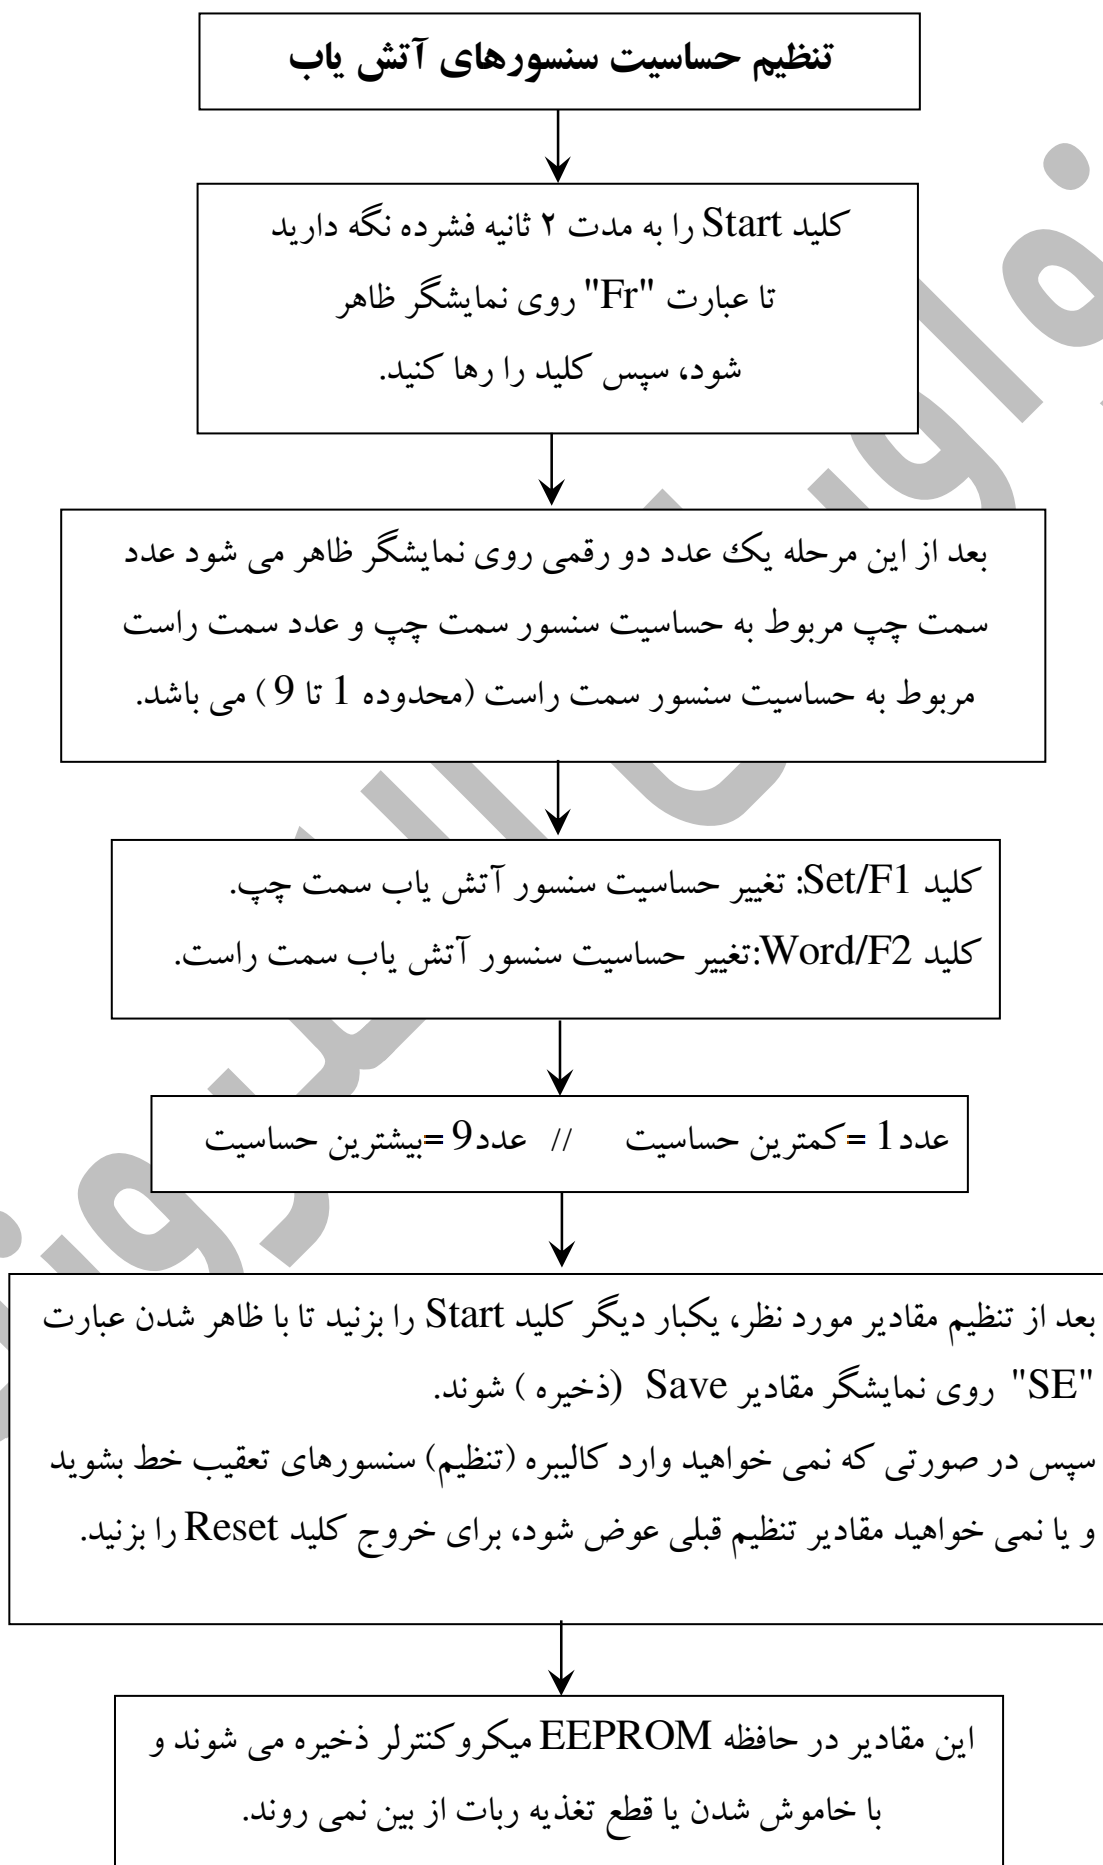 تنظیم حساسیت سنسورهای آتش یاب
کلید Start را به مدت ۲ ثانیه فشرده نگه دارید
تا عبارت "Fr" روی نمایشگر ظاهر
شود، سپس کلید را رها کنید.
بعد از این مرحله یک عدد دو رقمی روی نمایشگر ظاهر می شود عدد
سمت چپ مربوط به حساسیت سنسور سمت چپ و عدد سمت راست
مربوط به حساسیت سنسور سمت راست (محدوده 1 تا 9 ) می باشد.
کلید Set/F1: تغییر حساسیت سنسور آتش یاب سمت چپ.
کلید Word/F2:تغییر حساسیت سنسور آتش یاب سمت راست.
عدد1 =کمترین حساسیت // عدد9 =بیشترین حساسیت
بعد از تنظیم مقادیر مورد نظر، یکبار دیگر کلید Start را بزنید تا با ظاهر شدن عبارت
"SE" روی نمایشگر مقادیر Save (ذخیره ) شوند.
سپس در صورتی که نمی خواهید وارد کالیبره (تنظیم) سنسورهای تعقیب خط بشوید
و یا نمی خواهید مقادیر تنظیم قبلی عوض شود، برای خروج کلید Reset را بزنید.
این مقادیر در حافظه EEPROM میکروکنترلر ذخیره می شوند و
با خاموش شدن یا قطع تغذیه ربات از بین نمی روند.